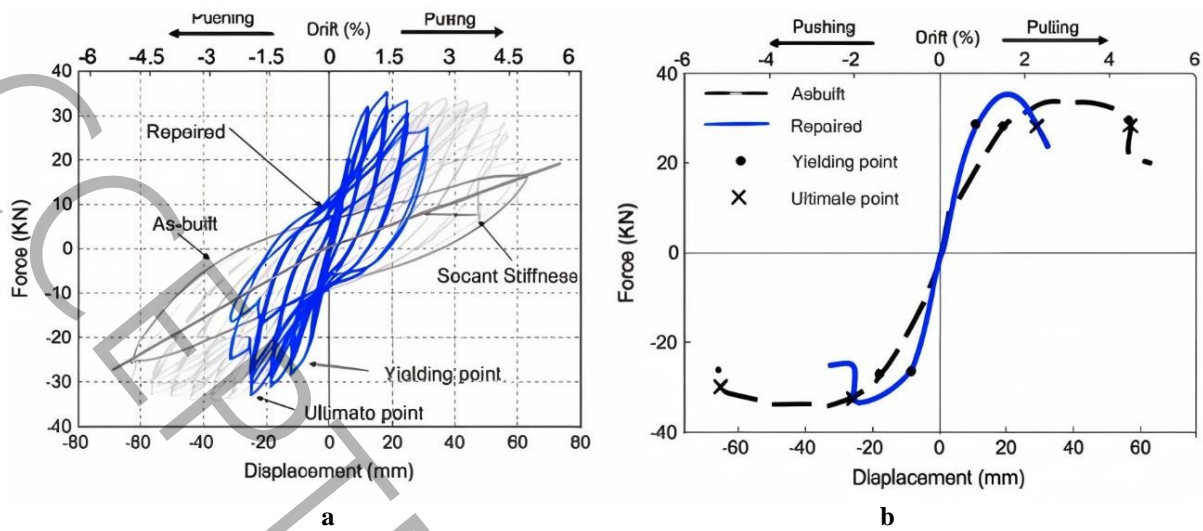 Puening Puking
Drift (%)
-6 -4.5 -3 -1.5 0 1.5 3 4.5 6
40
30
20
10
0
-10
-20
-30
-40
Force (KN)
Repaired
As-built
Socant Stiffness
Yielding point
Ultimato point
-80 -60 -40 -20 0 20 40 60 80
Displacement (mm)
a
Pushing Pulling
Drift (%)
-6 -4 -2 0 2 4 6
40
20
0
-20
-40
Force (KN)
Asbuift
Repaired
Yielding point
Ultimale point
-60 -40 -20 0 20 40 60
Displacement (mm)
b